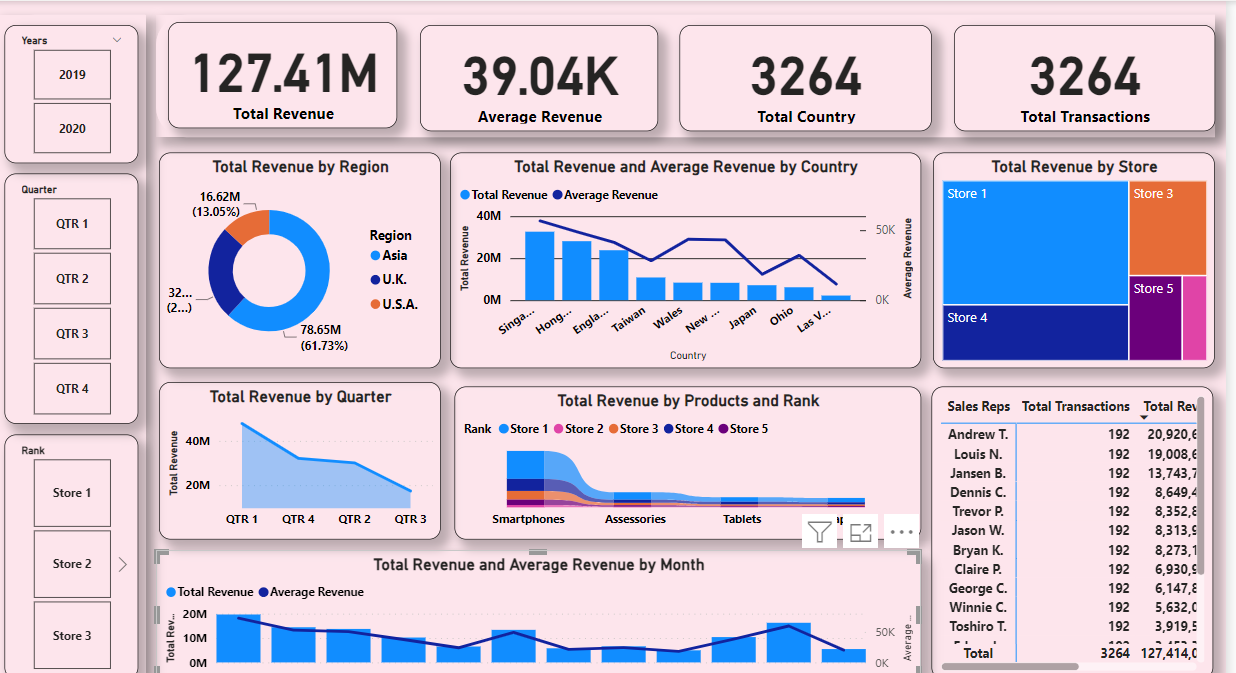 Years
2019
2020
Quarter
QTR 1
QTR 2
QTR 3
QTR 4
Rank
Store 1
Store 2
Store 3
127.41M
Total Revenue
39.04K
Average Revenue
3264
Total Country
3264
Total Transactions
Total Revenue by Region
16.62M
(13.05%)
32...
(2...)
78.65M
(61.73%)
Region
Asia
U.K.
U.S.A.
Total Revenue and Average Revenue by Country
Total Revenue Average Revenue
Total Revenue
40M
20M
0M
50K
0K
Average Revenue
Singa...
Hong...
Engla...
Taiwan
Wales
New ...
Japan
Ohio
Las V...
Country
Total Revenue by Store
Store 1
Store 3
Store 4
Store 5
Total Revenue by Quarter
Total Revenue
40M
20M
QTR 1 QTR 4 QTR 2 QTR 3
Total Revenue by Products and Rank
Rank Store 1 Store 2 Store 3 Store 4 Store 5
Smartphones Assessories Tablets
Total Revenue and Average Revenue by Month
Total Revenue Average Revenue
Total Rev...
20M
10M
0M
50K
0K
Average ...
Sales Reps Total Transactions Total Rev
Andrew T. 192 20,920,6
Louis N. 192 19,008,6
Jansen B. 192 13,743,7
Dennis C. 192 8,649,4
Trevor P. 192 8,352,8
Jason W. 192 8,313,9
Bryan K. 192 8,273,1
Claire P. 192 6,930,9
George C. 192 6,147,8
Winnie C. 192 5,632,0
Toshiro T. 192 3,919,5
Total 3264 127,414,0